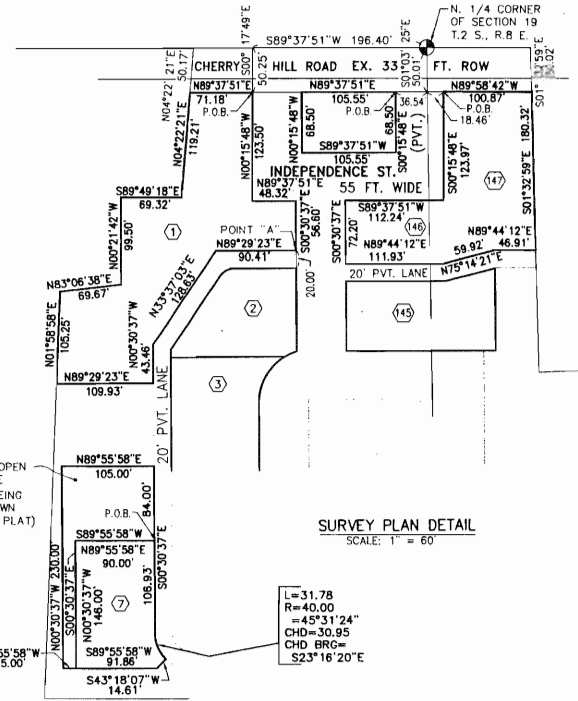 N. 1/4 CORNER
OF SECTION 19
T.2 S., R.8 E.
S89°37'51"W 196.40'
N04°22'21"E
50.17'
S00°17'49"E
50.25'
S01°03'25"E
50.01'
CHERRY HILL ROAD EX. 33 FT. ROW
N89°37'51"E
71.18'
P.O.B.
N89°37'51"E
105.55'
P.O.B.
36.54'
N89°58'42"W
100.87'
P.O.B.
18.46'
N04°22'21"E
119.21'
N00°15'48"W
123.50'
N00°15'48"W
68.50'
68.50'
S00°15'48"E
(PVT.)
S00°15'48"E
123.97'
S01°32'59"E 180.32'
S89°37'51"W
105.55'
INDEPENDENCE ST.
55 FT. WIDE
147
S89°49'18"E
69.32'
N89°37'51"E
48.32'
S00°30'37"E
56.60'
S89°37'51"W
112.24'
146
S00°30'37"E
72.20'
N89°44'12"E
111.93'
N89°44'12"E
46.91'
59.92'
N75°14'21"E
N00°21'42"W
99.50'
1
POINT "A"
N89°29'23"E
90.41'
20.00'
20' PVT. LANE
N83°06'38"E
69.67'
N33°37'03"E
128.63'
2
145
N01°58'58"E
105.25'
N00°30'37"W
43.46'
N89°29'23"E
109.93'
3
20' PVT. LANE
OPEN
EING
WN
PLAT)
N89°55'58"E
105.00'
84.00'
P.O.B.
S00°30'37"E
S89°55'58"W
N89°55'58"E
90.00'
N00°30'37"W 230.00'
S00°30'37"E
N00°30'37"W
146.00'
7
106.93'
S89°55'58"W
91.86'
55'58"W
5.00'
S43°18'07"W
14.61'
SURVEY PLAN DETAIL
SCALE: 1" = 60'
L=31.78
R=40.00
=45°31'24"
CHD=30.95
CHD BRG=
S23°16'20"E